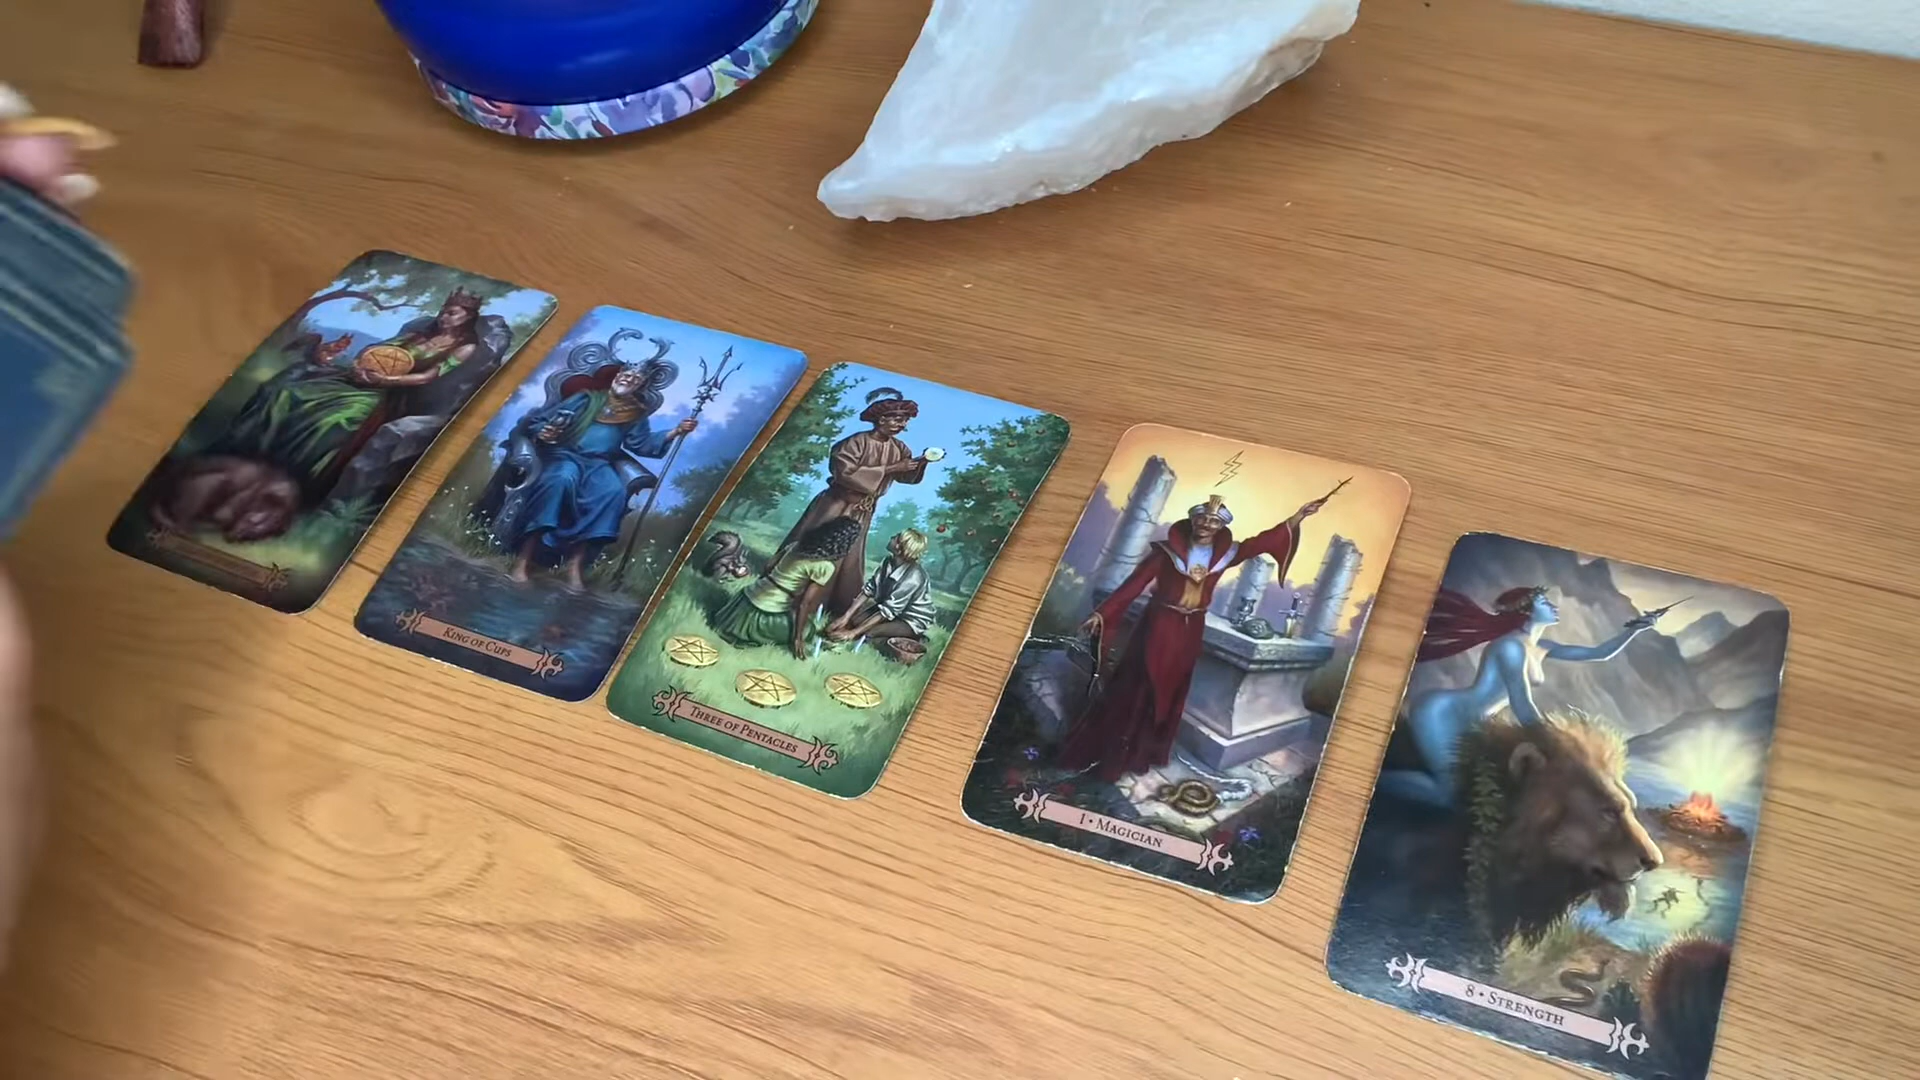 King of Cups
Three of Pentacles
1 • Magician
8 • Strength